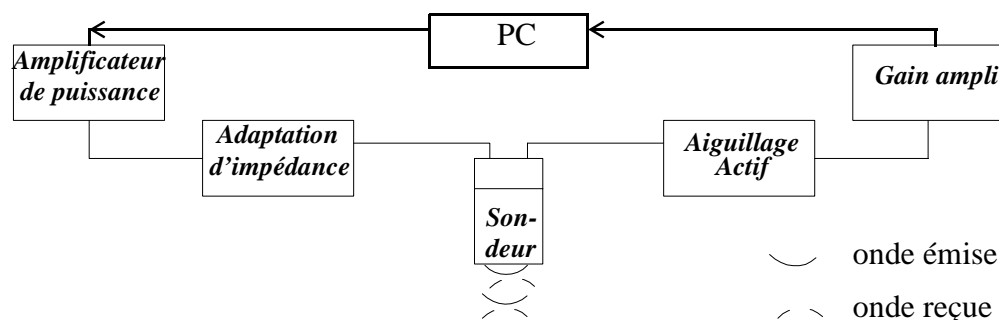 PC
Amplificateur
de puissance
Gain ampli
Adaptation
d'impédance
Aiguillage
Actif
Son-
deur
onde émise
onde reçue